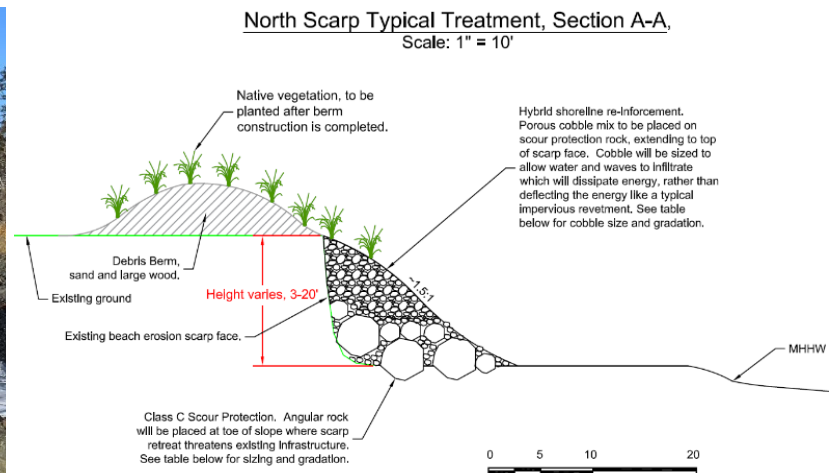 North Scarp Typical Treatment, Section A-A,
Scale: 1" = 10'
Native vegetation, to be
planted after berm
construction is completed.
Hybrid shoreline re-inforcement.
Porous cobble mix to be placed on
scour protection rock, extending to top
of scarp face. Cobble will be sized to
allow water and waves to infiltrate
which will dissipate energy, rather than
deflecting the energy like a typical
impervious revetment. See table
below for cobble size and gradation.
Debris Berm,
sand and large wood.
Existing ground
Height varies, 3-20'
~1.5:1
Existing beach erosion scarp face.
MHHW
Class C Scour Protection. Angular rock
will be placed at toe of slope where scarp
retreat threatens existing infrastructure.
See table below for sizing and gradation.
0 5 10 20